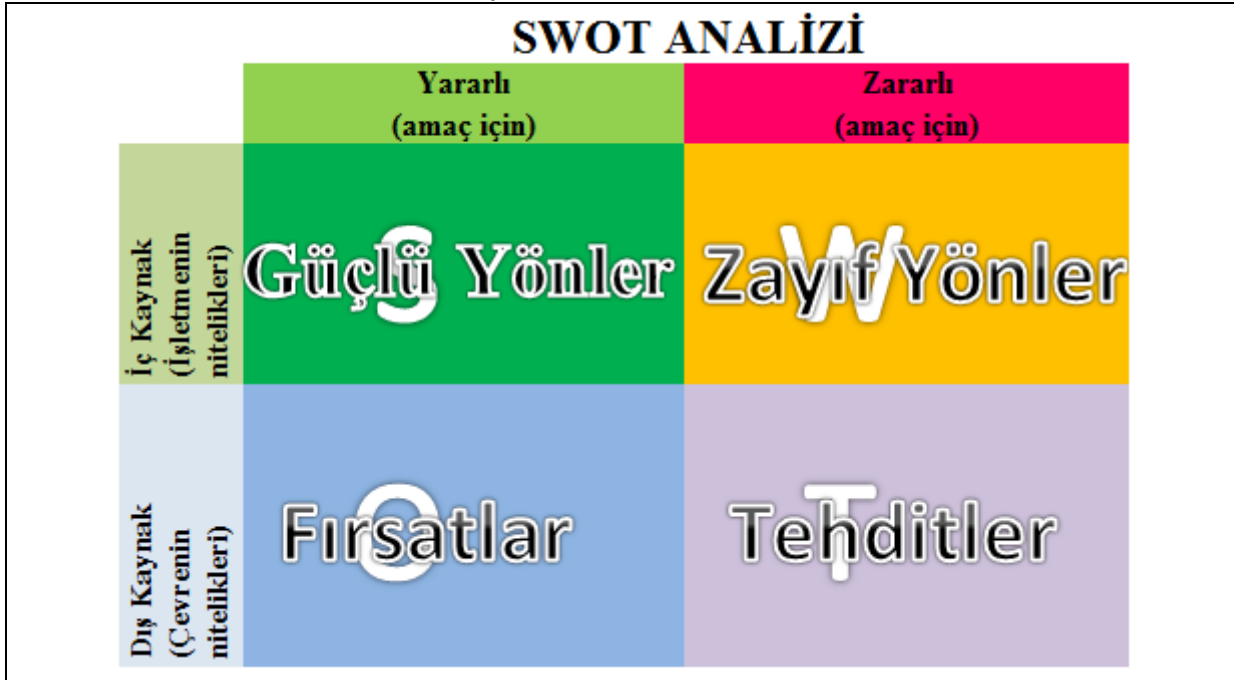 SWOT ANALİZİ
Yararlı
(amaç için)
Zararlı
(amaç için)
İç Kaynak
(İşletmenin
nitelikleri)
S
Güçlü Yönler
W
Zayıf Yönler
Dış Kaynak
(Çevrenin
nitelikleri)
O
Fırsatlar
T
Tehditler